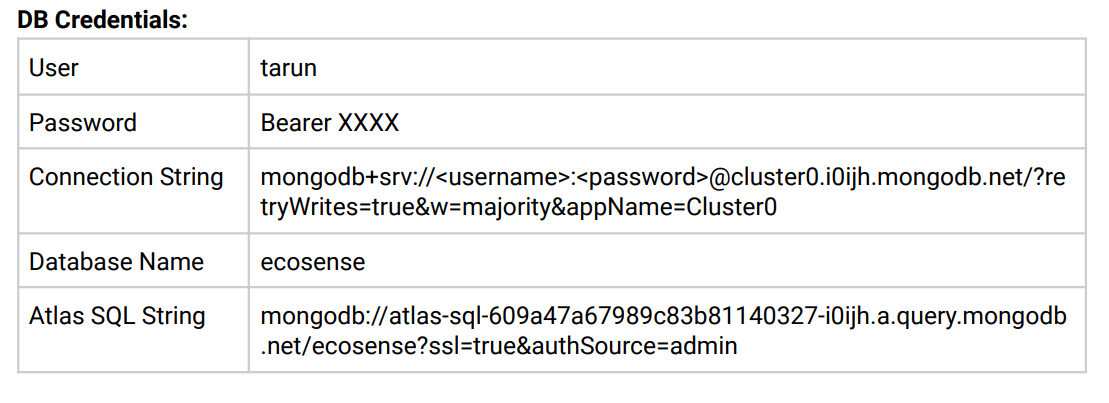 DB Credentials:
User tarun
Password Bearer XXXX
Connection String mongodb+srv://<username>:<password>@cluster0.i0ijh.mongodb.net/?re
tryWrites=true&w=majority&appName=Cluster0
Database Name ecosense
Atlas SQL String mongodb://atlas-sql-609a47a67989c83b81140327-i0ijh.a.query.mongodb
.net/ecosense?ssl=true&authSource=admin